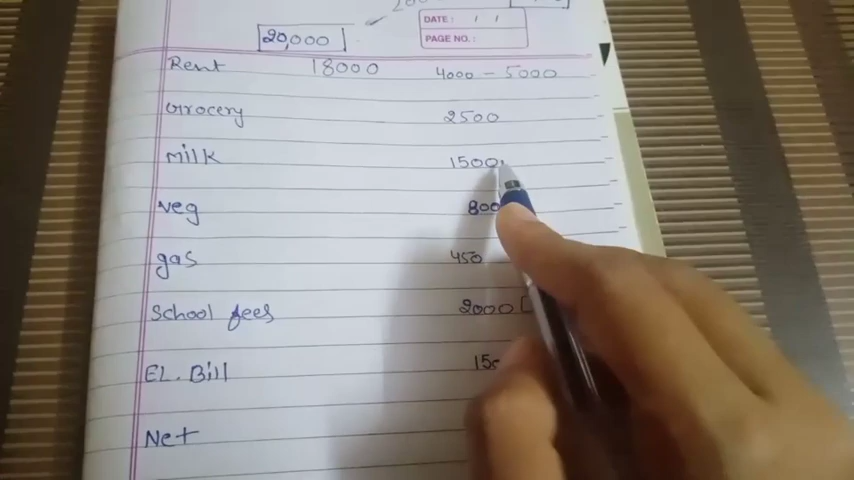 20,000
DATE: / /
PAGE NO.:
Rent 18000 4000 - 5000
Grocery 2500
Milk 1500
Veg 800
gas 450
School fees 2000
EL. Bill
Net